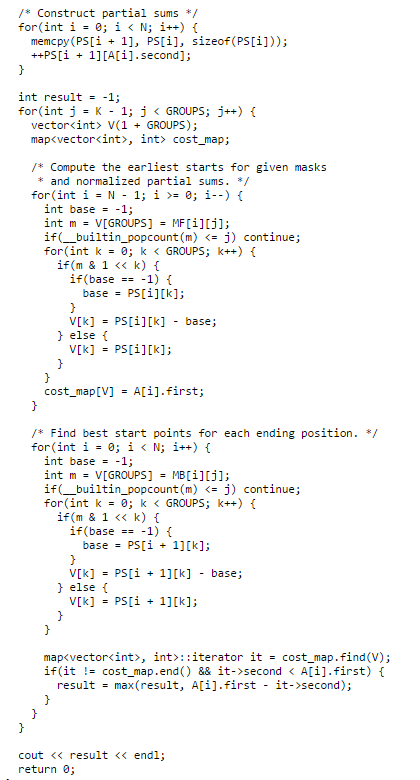 /* Construct partial sums */
for(int i = 0; i < N; i++) {
memcpy(PS[i + 1], PS[i], sizeof(PS[i]));
++PS[i + 1][A[i].second];
}
int result = -1;
for(int j = K - 1; j < GROUPS; j++) {
vector<int> V(1 + GROUPS);
map<vector<int>, int> cost_map;
/* Compute the earliest starts for given masks
* and normalized partial sums. */
for(int i = N - 1; i >= 0; i--) {
int base = -1;
int m = V[GROUPS] = MF[i][j];
if(__builtin_popcount(m) <= j) continue;
for(int k = 0; k < GROUPS; k++) {
if(m & 1 << k) {
if(base == -1) {
base = PS[i][k];
}
V[k] = PS[i][k] - base;
} else {
V[k] = PS[i][k];
}
}
cost_map[V] = A[i].first;
}
/* Find best start points for each ending position. */
for(int i = 0; i < N; i++) {
int base = -1;
int m = V[GROUPS] = MB[i][j];
if(__builtin_popcount(m) <= j) continue;
for(int k = 0; k < GROUPS; k++) {
if(m & 1 << k) {
if(base == -1) {
base = PS[i + 1][k];
}
V[k] = PS[i + 1][k] - base;
} else {
V[k] = PS[i + 1][k];
}
}
map<vector<int>, int>::iterator it = cost_map.find(V);
if(it != cost_map.end() && it->second < A[i].first) {
result = max(result, A[i].first - it->second);
}
}
}
cout << result << endl;
return 0;